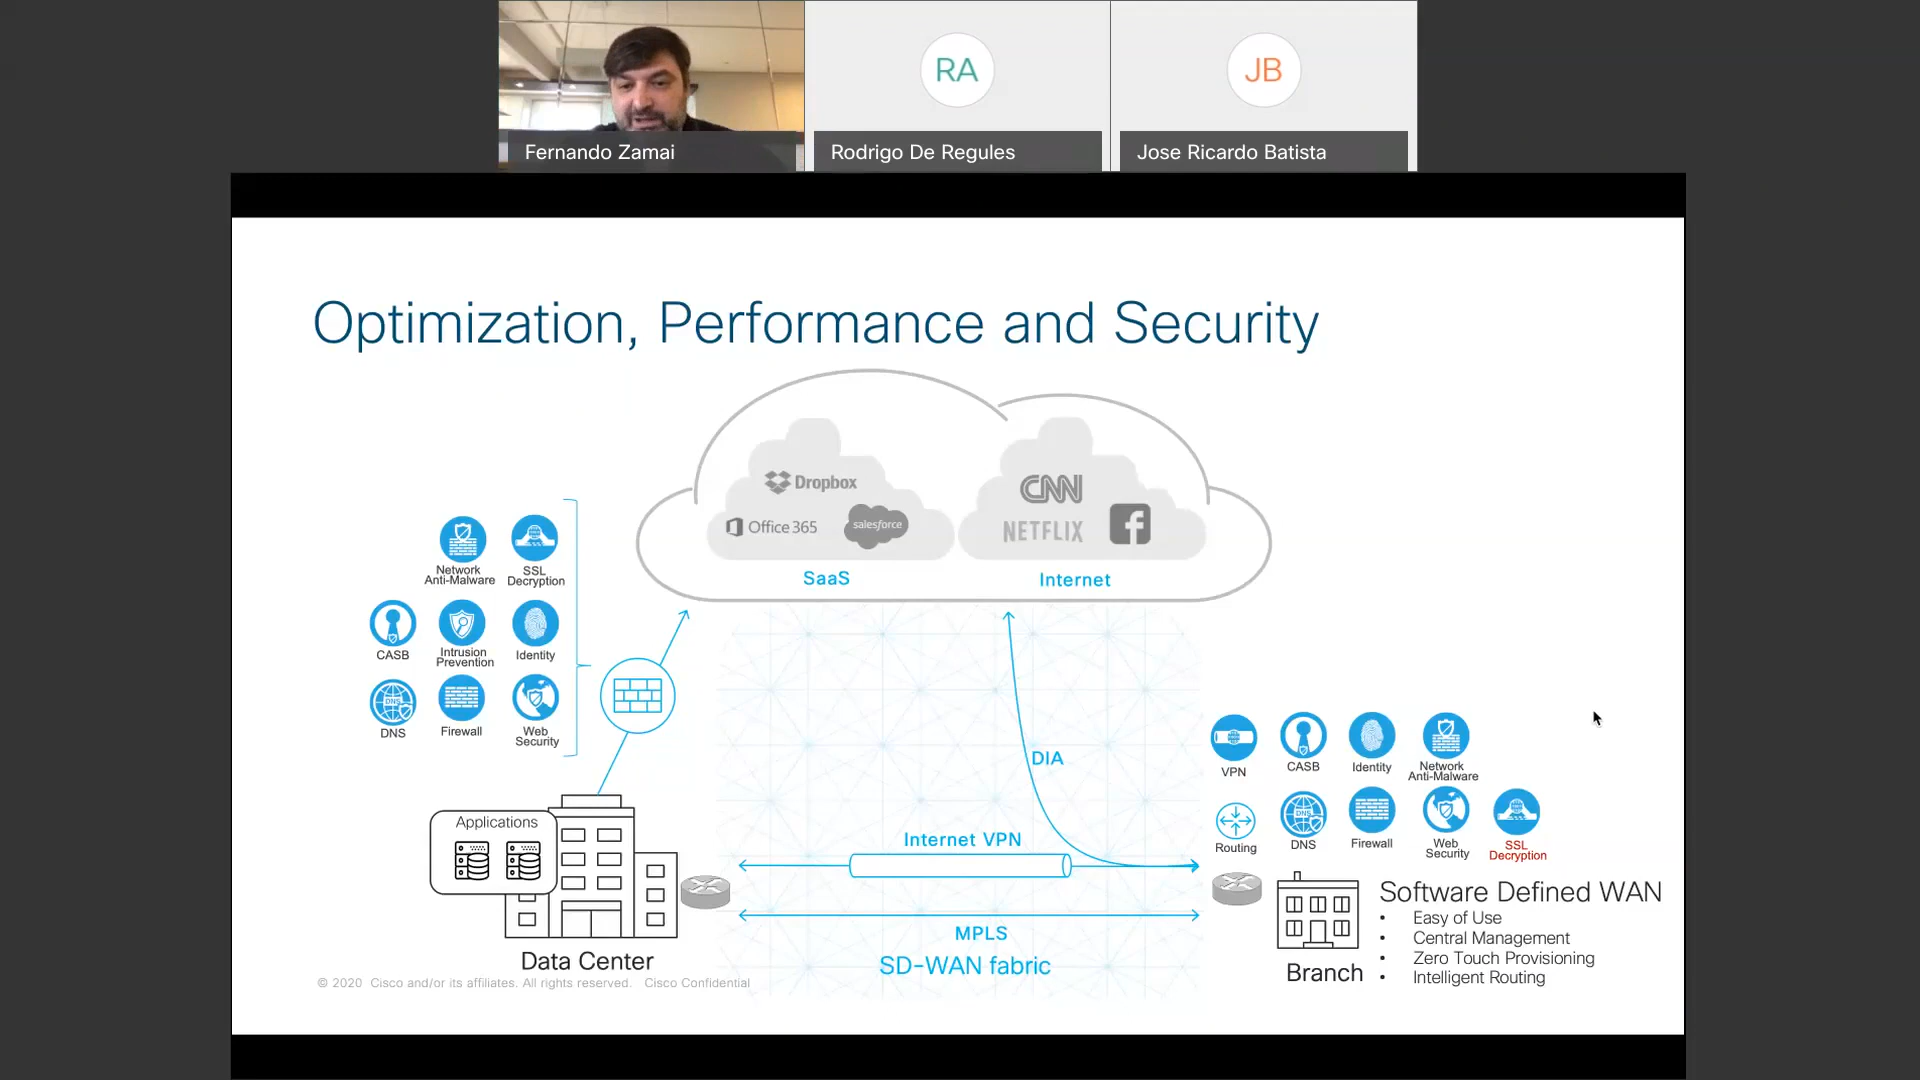 RA
JB
Fernando Zamai
Rodrigo De Regules
Jose Ricardo Batista
Optimization, Performance and Security
Dropbox
Office 365
salesforce
CNN
NETFLIX
f
SaaS
Internet
Network
Anti-Malware
SSL
Decryption
CASB
Intrusion
Prevention
Identity
DNS
DNS
Firewall
Web
Security
Applications
Data Center
DIA
Internet VPN
MPLS
SD-WAN fabric
VPN
CASB
Identity
Network
Anti-Malware
Routing
DNS
DNS
Firewall
Web
Security
SSL
Decryption
Branch
Software Defined WAN
• Easy of Use
• Central Management
• Zero Touch Provisioning
• Intelligent Routing
© 2020 Cisco and/or its affiliates. All rights reserved. Cisco Confidential